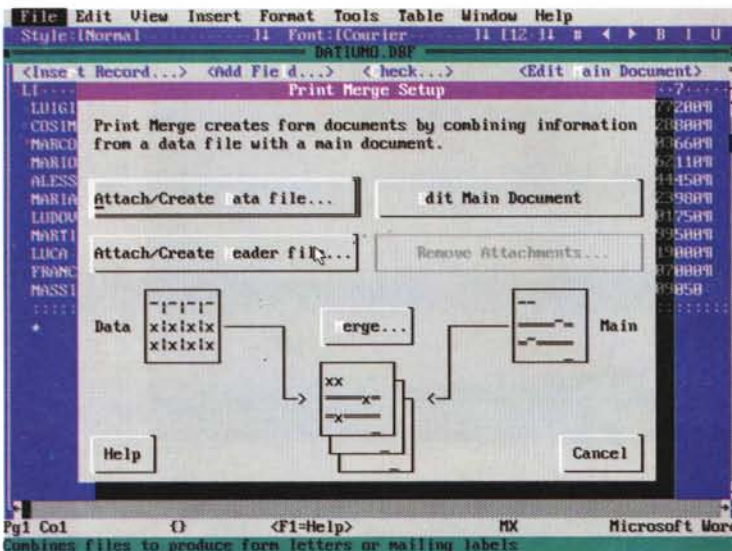 File Edit View Insert Format Tools Table Window Help
Style:[Normal ]↓ Font:[Courier ]↓ [12 ]↓ ¤ B I U
DATIUMO.DBF
<Inse t Record...> <Add Fie d...> < heck...> <Edit ain Document>
Print Merge Setup
LUIGI
COSIM
MARCO
MARIO
ALESS
MARIA
LUDOV
MARTI
LUCA
FRANC
MASSI
Print Merge creates form documents by combining information
from a data file with a main document.
Attach/Create ata file...
dit Main Document
Attach/Create eader file...
Remove Attachments...
Data
x|x|x|x
x|x|x|x
erge...
Main
xx
x
x
Help
Cancel
Pg1 Co1 {} <F1=Help> MX Microsoft Wor
Combines files to produce form letters or mailing labels